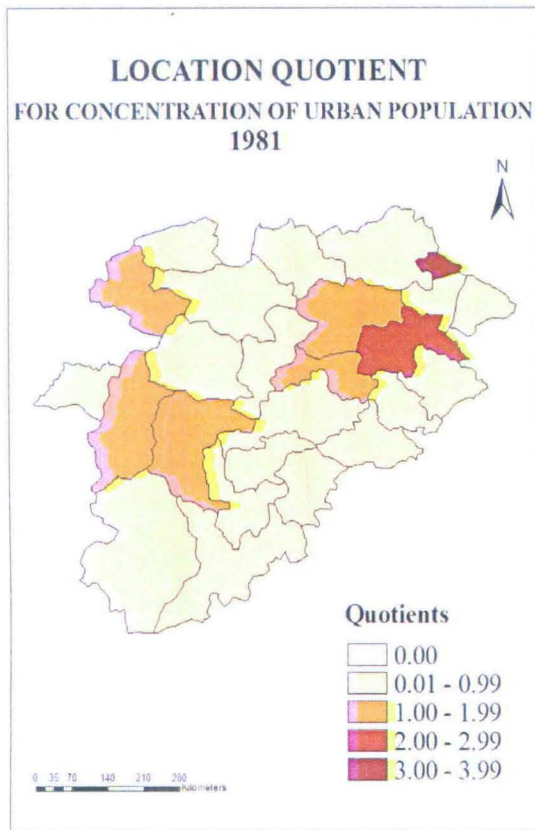 LOCATION QUOTIENT
FOR CONCENTRATION OF URBAN POPULATION
1981
N
Quotients
0.00
0.01 - 0.99
1.00 - 1.99
2.00 - 2.99
3.00 - 3.99
0 35 70 140 210 280
Kilometers